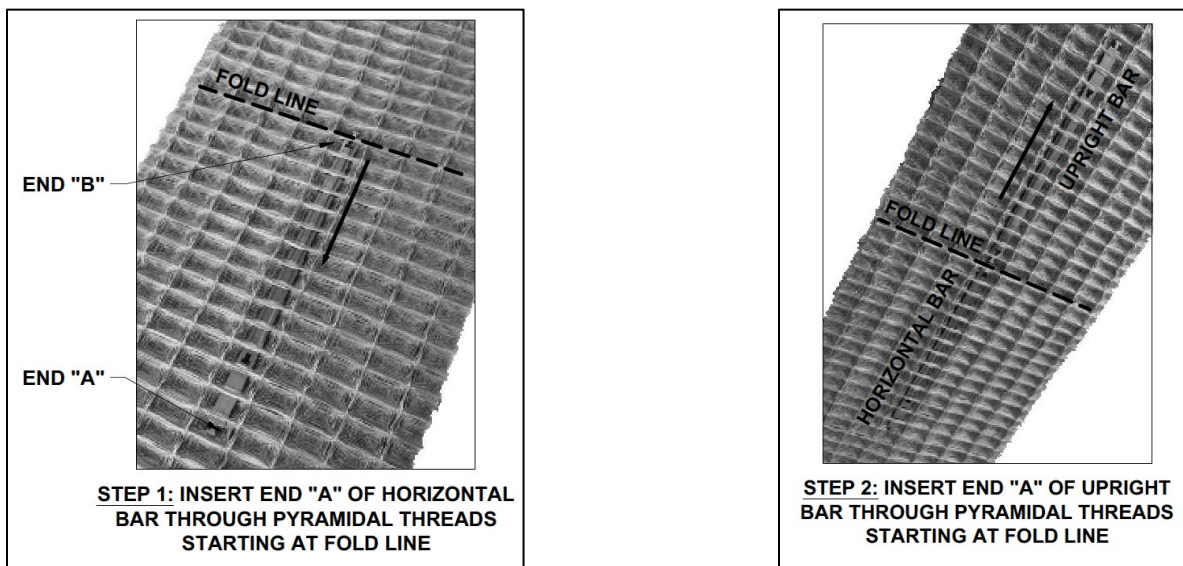 FOLD LINE
END "B"
END "A"
STEP 1: INSERT END "A" OF HORIZONTAL
BAR THROUGH PYRAMIDAL THREADS
STARTING AT FOLD LINE
UPRIGHT BAR
FOLD LINE
HORIZONTAL BAR
STEP 2: INSERT END "A" OF UPRIGHT
BAR THROUGH PYRAMIDAL THREADS
STARTING AT FOLD LINE